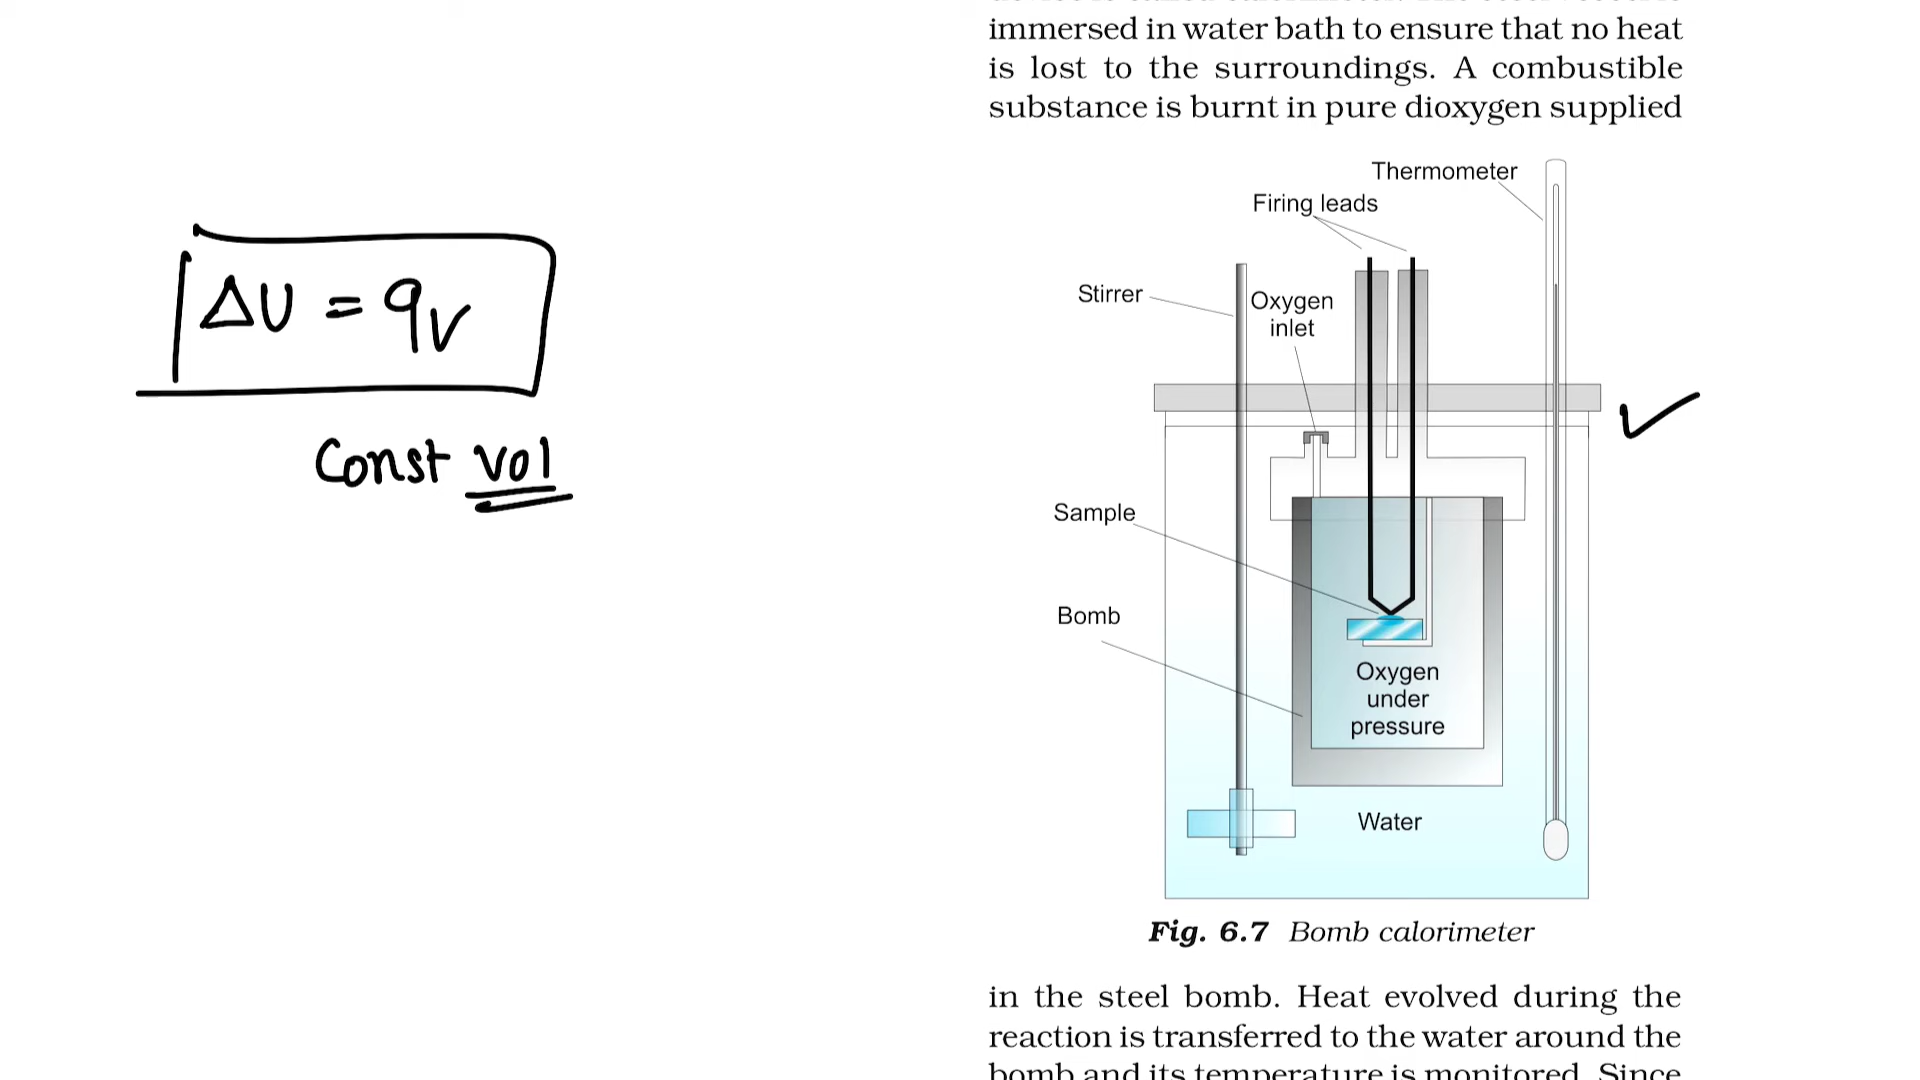 immersed in water bath to ensure that no heat
is lost to the surroundings. A combustible
substance is burnt in pure dioxygen supplied
Thermometer
Firing leads
Stirrer
Oxygen
inlet
Sample
Bomb
Oxygen
under
pressure
Water
Fig. 6.7 Bomb calorimeter
in the steel bomb. Heat evolved during the
reaction is transferred to the water around the
bomb and its temperature is monitored. Since
ΔU = qv
Const vol